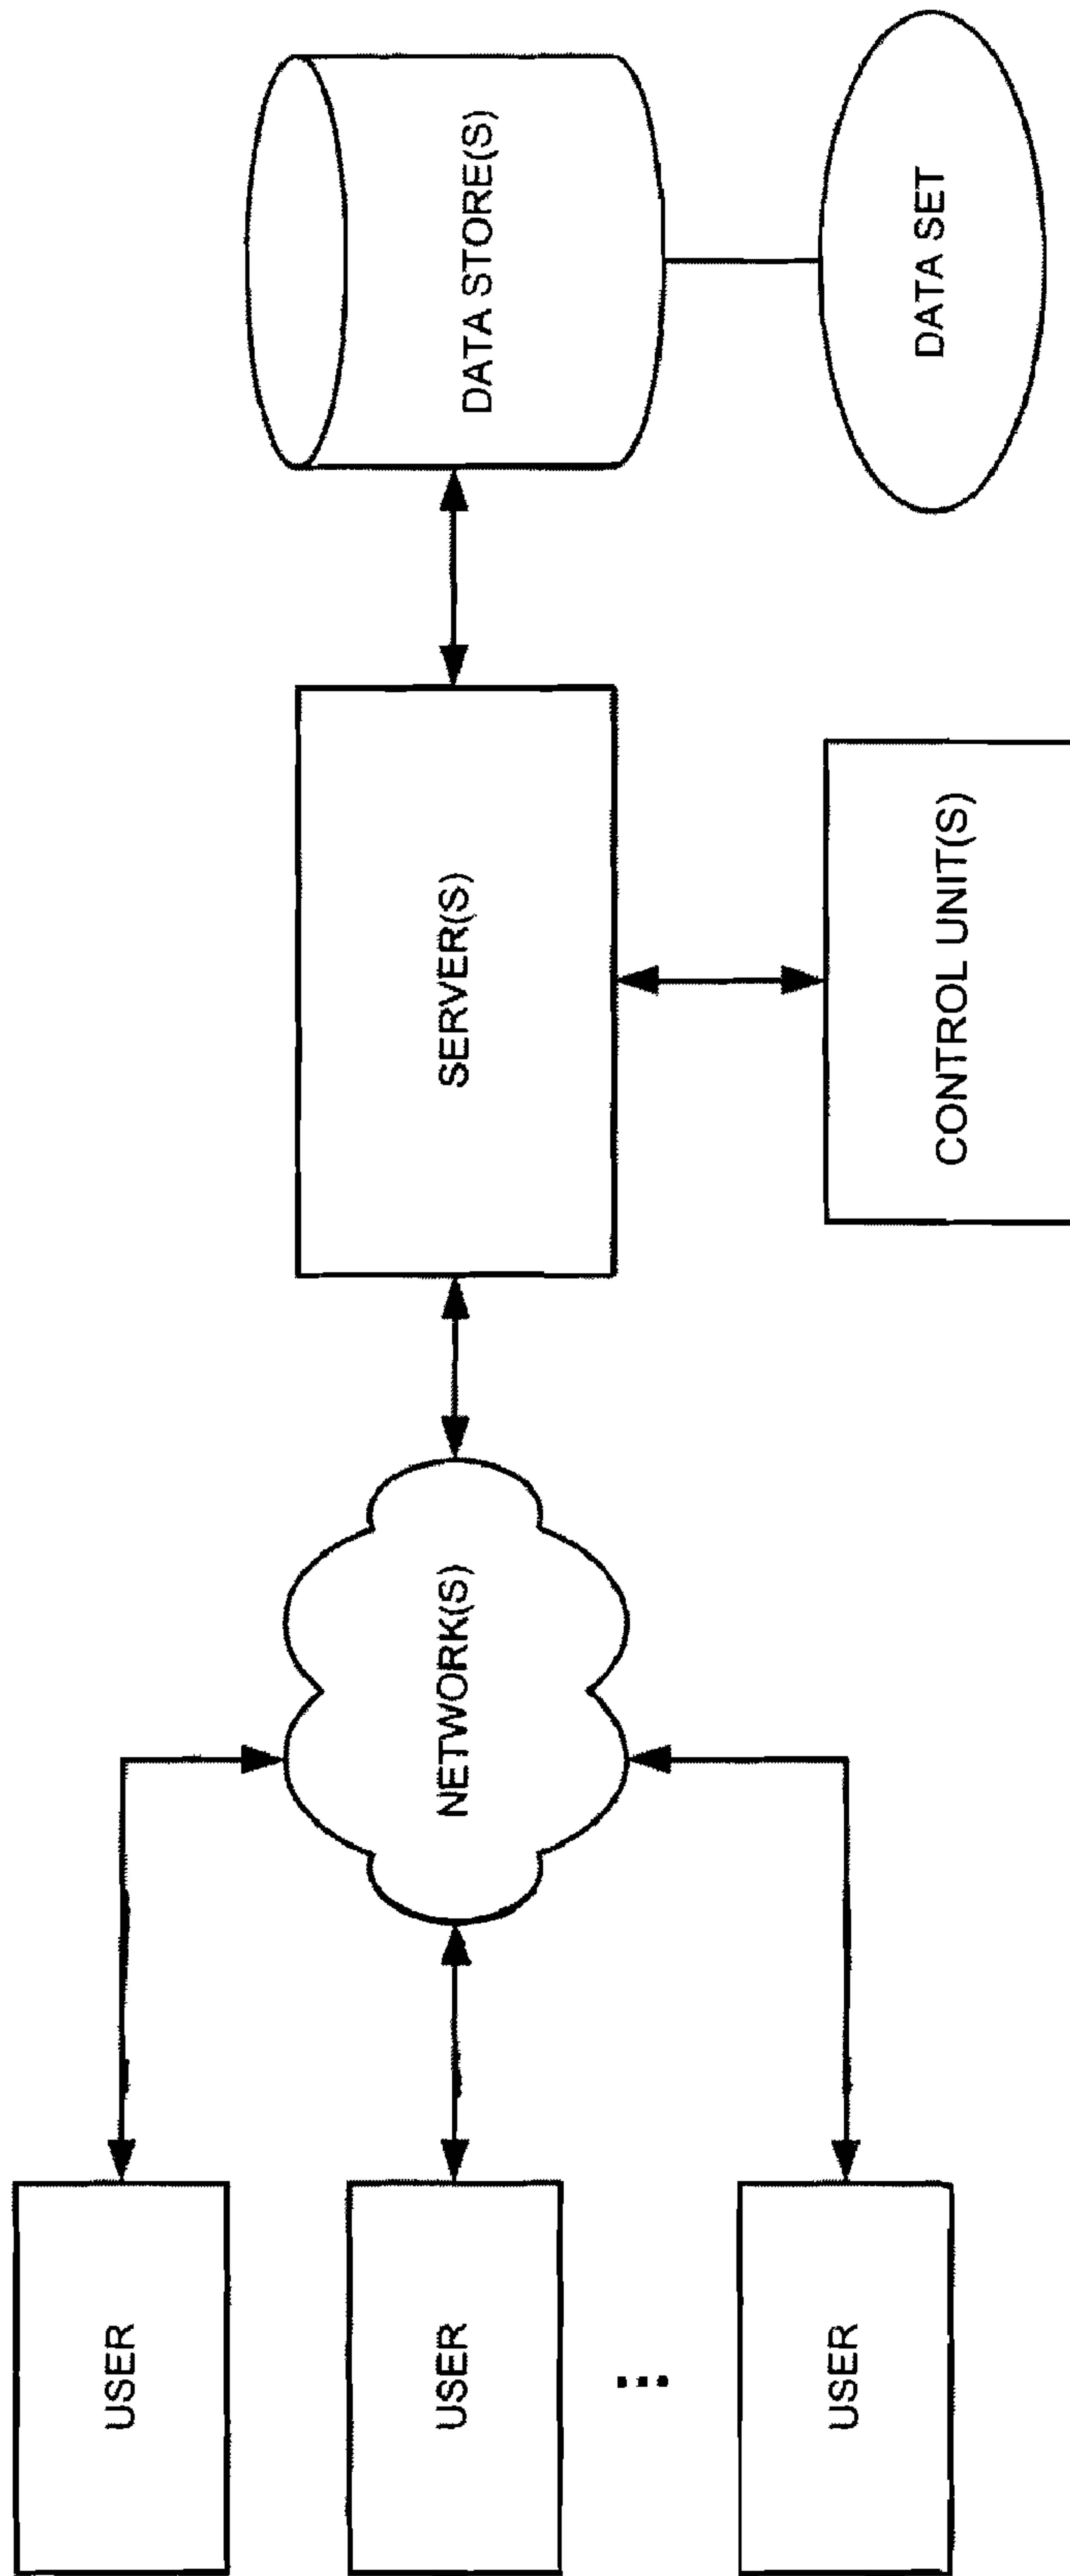 USER
USER
...
USER
NETWORK(S)
SERVER(S)
CONTROL UNIT(S)
DATA STORE(S)
DATA SET